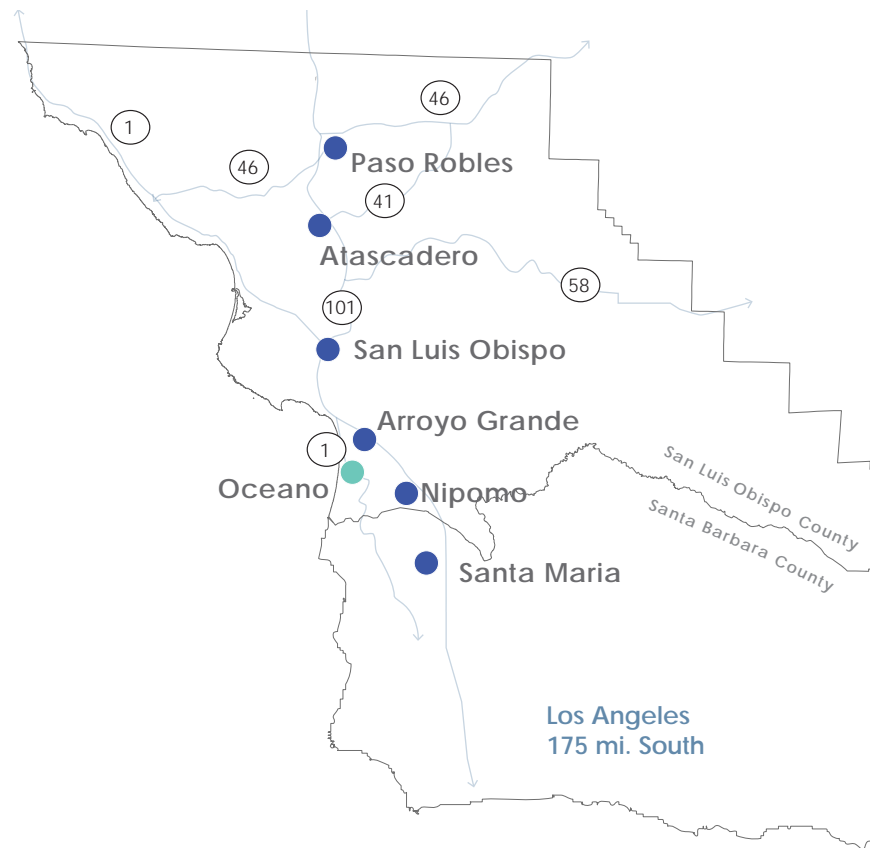 46
1
46
Paso Robles
41
Atascadero
58
101
San Luis Obispo
Arroyo Grande
1
San Luis Obispo County
Oceano
Nipomo
Santa Barbara County
Santa Maria
Los Angeles
175 mi. South